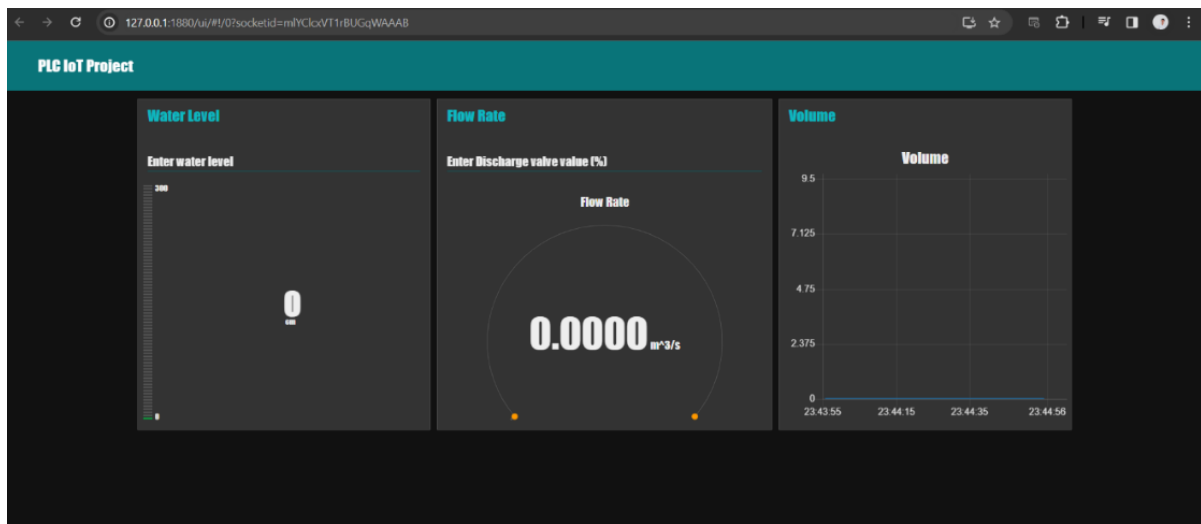 127.0.0.1:1880/ui/#!/0?socketid=mlYClcxVT1rBUGqWAAAB
PLC IoT Project
Water Level
Enter water level
300
0
cm
0
Flow Rate
Enter Discharge valve value (%)
Flow Rate
0.0000 m^3/s
Volume
Volume
9.5
7.125
4.75
2.375
0
23:43:55 23:44:15 23:44:35 23:44:56